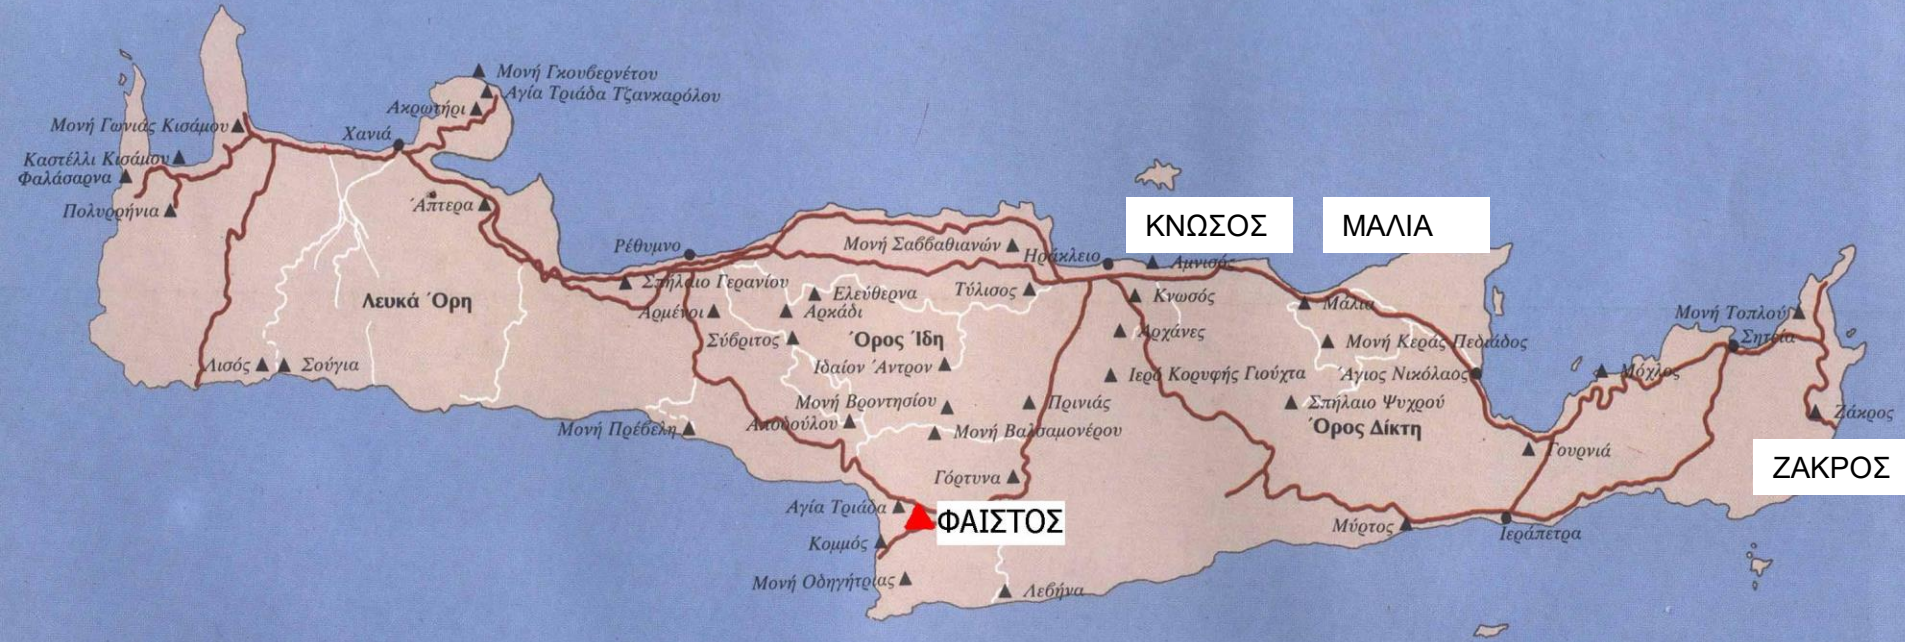 Μονή Γκουβερνέτου
Αγία Τριάδα Τζανκαρόλου
Ακρωτήρι
Μονή Γωνιάς Κισάμου
Χανιά
Καστέλλι Κισάμου
Φαλάσαρνα
Πολυρρήνια
Άπτερα
ΚΝΩΣΟΣ
ΜΑΛΙΑ
Ρέθυμνο
Μονή Σαββαθιανών
Ηράκλειο
Αμνισός
Σπήλαιο Γερανίου
Ελεύθερνα
Τύλισος
Κνωσός
Μάλια
Λευκά Όρη
Αρμένοι
Αρκάδι
Αρχάνες
Μονή Τοπλού
Σητεία
Σύβριτος
Όρος Ίδη
Μονή Κεράς Πεδιάδος
Λισός
Σούγια
Ιδαίον Άντρον
Ιερό Κορυφής Γιούχτα
Άγιος Νικόλαος
Μόχλος
Μονή Βροντησίου
Πρινιάς
Σπήλαιο Ψυχρού
Ζάκρος
Μονή Πρέβελη
Αποδούλου
Μονή Βαλσαμονέρου
Όρος Δίκτη
Γουρνιά
ΖΑΚΡΟΣ
Γόρτυνα
Αγία Τριάδα
ΦΑΙΣΤΟΣ
Μύρτος
Ιεράπετρα
Κομμός
Μονή Οδηγήτριας
Λεβήνα